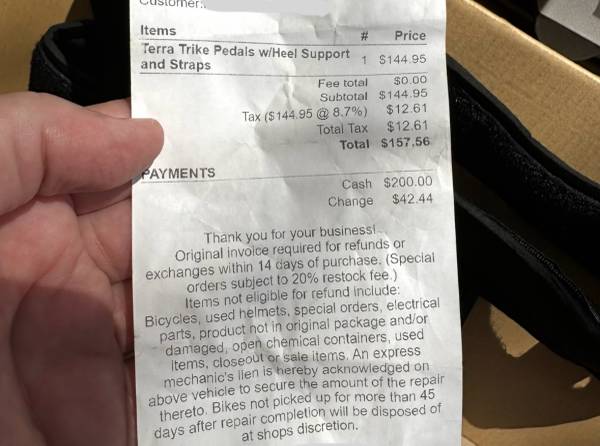 Customer:
Items # Price
Terra Trike Pedals w/Heel Support 1 $144.95
and Straps
Fee total $0.00
Subtotal $144.95
Tax ($144.95 @ 8.7%) $12.61
Total Tax $12.61
Total $157.56
PAYMENTS
Cash $200.00
Change $42.44
Thank you for your business!
Original invoice required for refunds or
exchanges within 14 days of purchase. (Special
orders subject to 20% restock fee.)
Items not eligible for refund include:
Bicycles, used helmets, special orders, electrical
parts, product not in original package and/or
damaged, open chemical containers, used
items, closeout or sale items. An express
mechanic's lien is hereby acknowledged on
above vehicle to secure the amount of the repair
thereto. Bikes not picked up for more than 45
days after repair completion will be disposed of
at shops discretion.